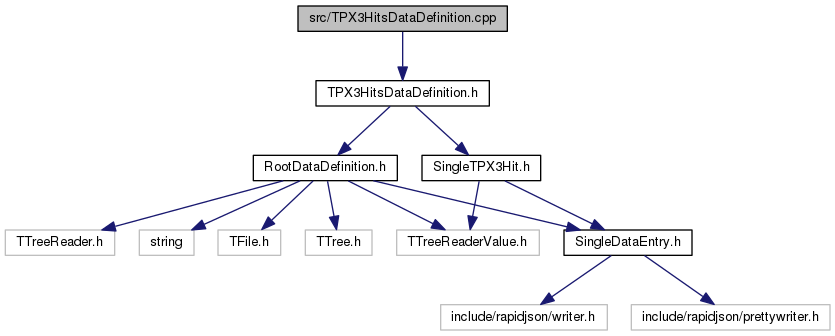 src/TPX3HitsDataDefinition.cpp
TPX3HitsDataDefinition.h
RootDataDefinition.h
SingleTPX3Hit.h
TTreeReader.h
string
TFile.h
TTree.h
TTreeReaderValue.h
SingleDataEntry.h
include/rapidjson/writer.h
include/rapidjson/prettywriter.h